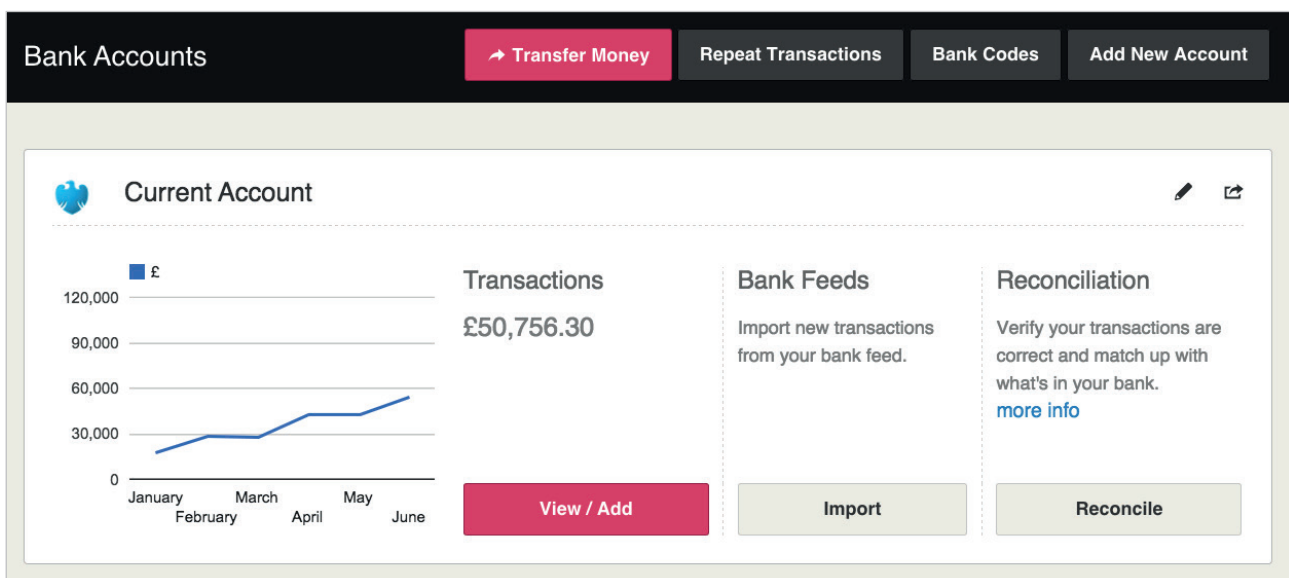 Bank Accounts
Transfer Money
Repeat Transactions
Bank Codes
Add New Account
Current Account
£
120,000
90,000
60,000
30,000
0
January
February
March
April
May
June
Transactions
£50,756.30
View / Add
Bank Feeds
Import new transactions
from your bank feed.
Import
Reconciliation
Verify your transactions are
correct and match up with
what's in your bank.
more info
Reconcile